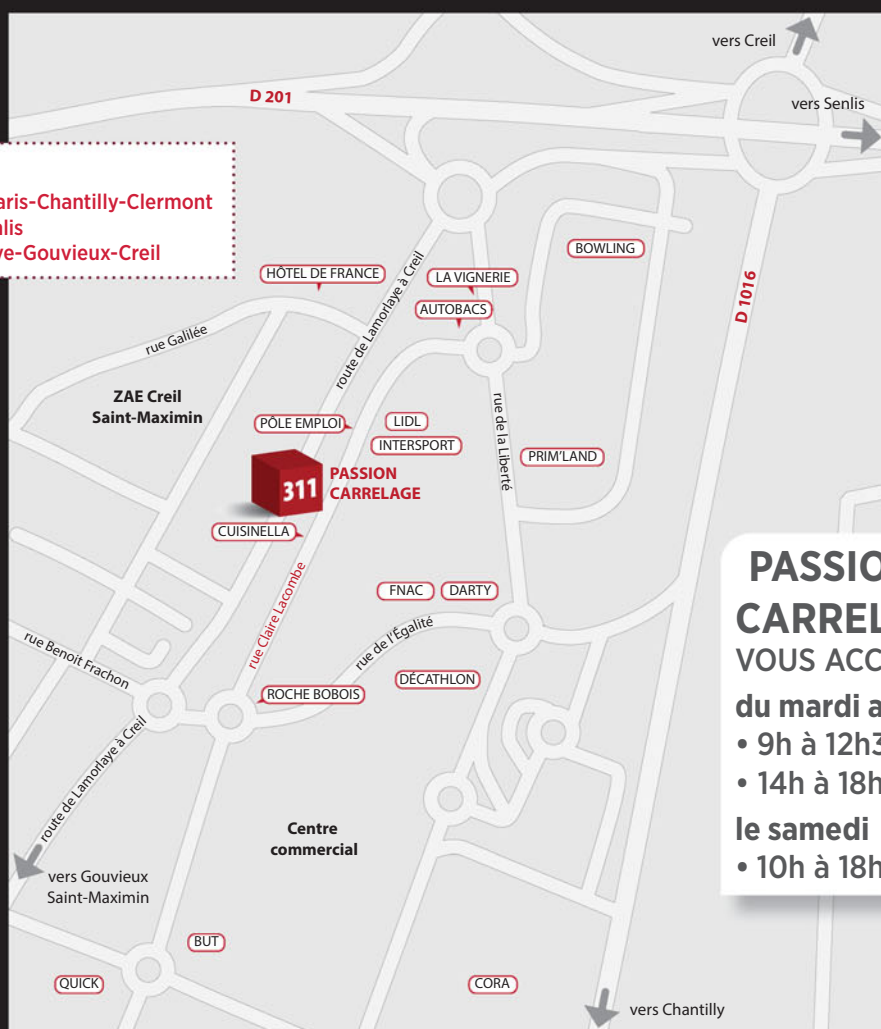 vers Creil
D 201
vers Senlis
aris-Chantilly-Clermont
lis
ye-Gouvieux-Creil
BOWLING
HÔTEL DE FRANCE
LA VIGNERIE
AUTOBACS
D 1016
rue Galilée
route de Lamorlaye à Creil
ZAE Creil
Saint-Maximin
PÔLE EMPLOI
LIDL
INTERSPORT
rue de la Liberté
PRIM'LAND
311
PASSION
CARRELAGE
CUISINELLA
rue Claire Lacombe
FNAC
DARTY
rue de l'Égalité
rue Benoit Frachon
DÉCATHLON
ROCHE BOBOIS
route de Lamorlaye à Creil
Centre
commercial
vers Gouvieux
Saint-Maximin
BUT
QUICK
CORA
vers Chantilly
PASSIO
CARREL
VOUS ACC
du mardi a
• 9h à 12h3
• 14h à 18h
le samedi
• 10h à 18h